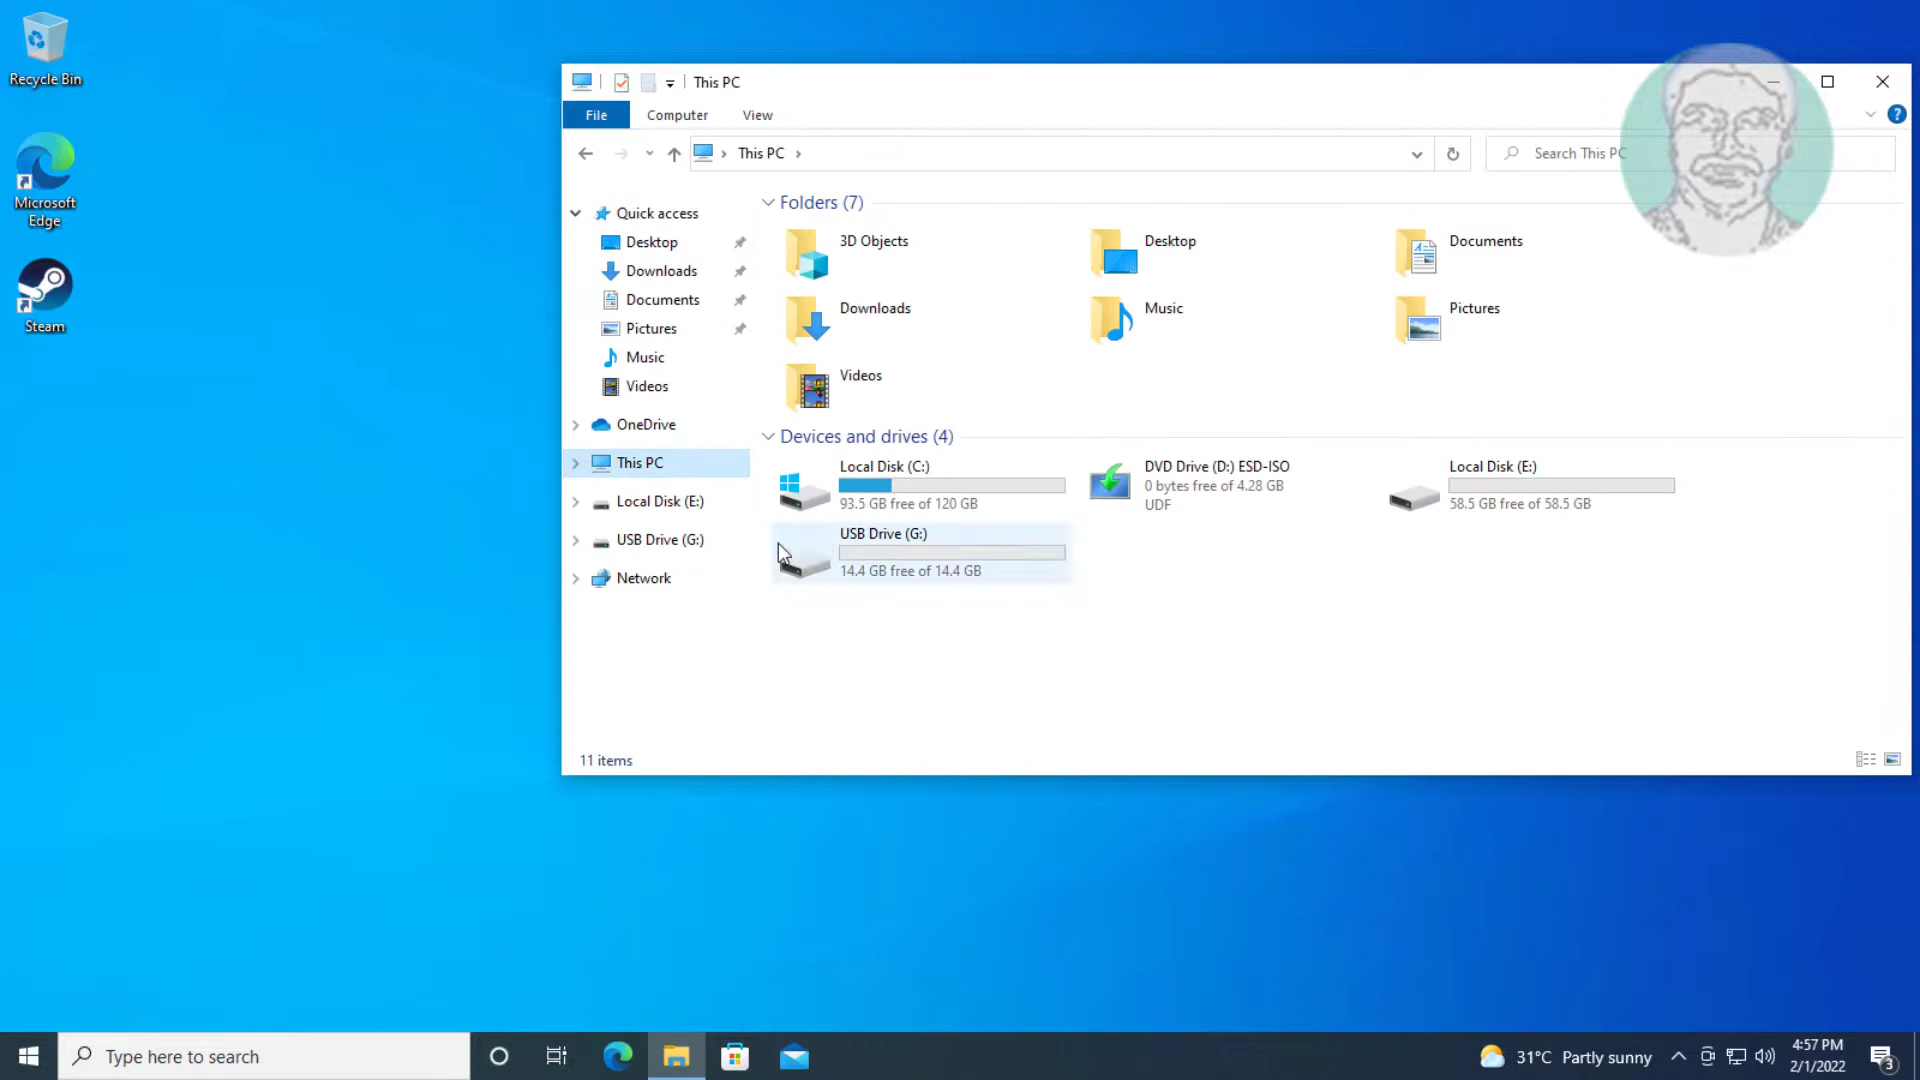 Recycle Bin
Microsoft
Edge
Steam
This PC
File
Computer
View
This PC
Search This PC
Quick access
Desktop
Downloads
Documents
Pictures
Music
Videos
OneDrive
This PC
Local Disk (E:)
USB Drive (G:)
Network
Folders (7)
3D Objects
Desktop
Documents
Downloads
Music
Pictures
Videos
Devices and drives (4)
Local Disk (C:)
93.5 GB free of 120 GB
DVD Drive (D:) ESD-ISO
0 bytes free of 4.28 GB
UDF
Local Disk (E:)
58.5 GB free of 58.5 GB
USB Drive (G:)
14.4 GB free of 14.4 GB
11 items
Type here to search
31°C Partly sunny
4:57 PM
2/1/2022
3